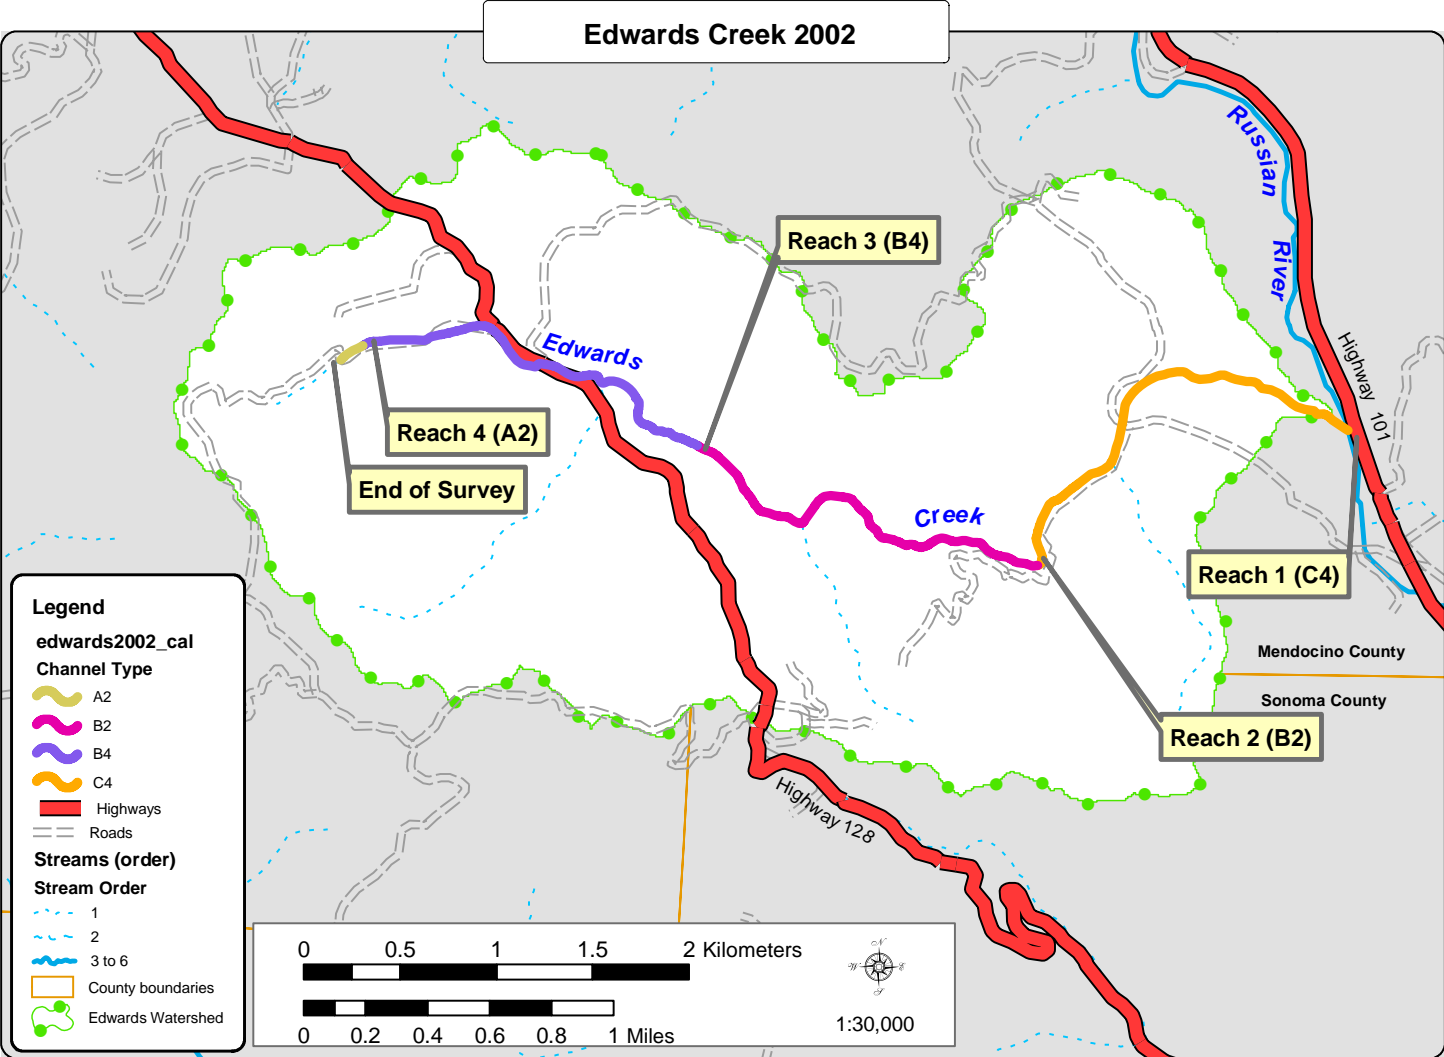 Edwards Creek 2002
Russian
River
Reach 3 (B4)
Edwards
Highway 101
Reach 4 (A2)
End of Survey
Creek
Reach 1 (C4)
Mendocino County
Sonoma County
Reach 2 (B2)
Highway 128
Legend
edwards2002_cal
Channel Type
A2
B2
B4
C4
Highways
Roads
Streams (order)
Stream Order
1
2
3 to 6
County boundaries
Edwards Watershed
0 0.5 1 1.5 2 Kilometers
0 0.2 0.4 0.6 0.8 1 Miles
N
W E
S
1:30,000